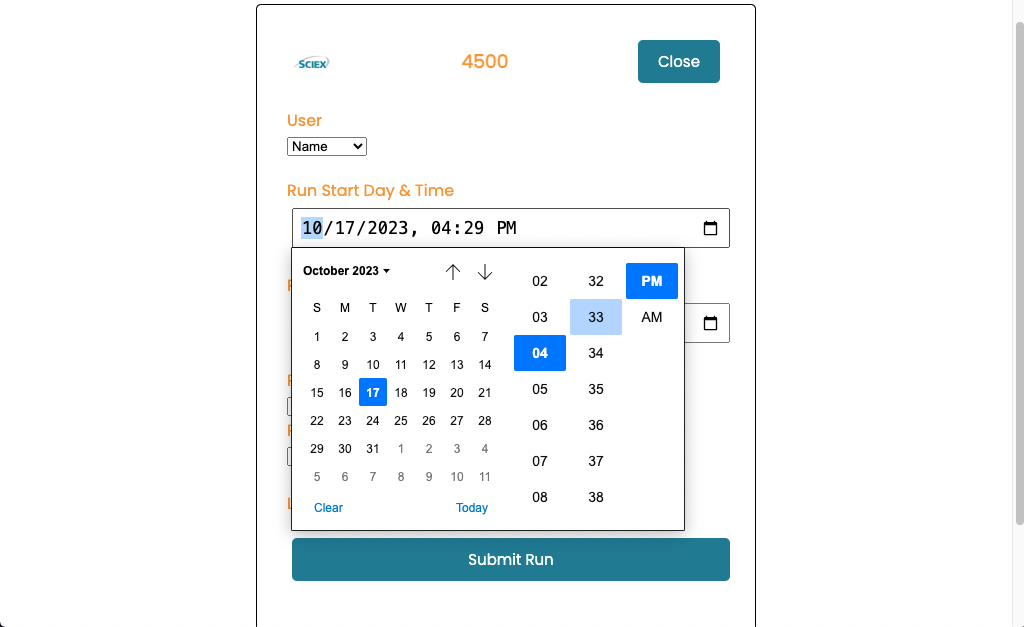 SCIEX 4500 Close
User
Name
Run Start Day & Time
10/17/2023, 04:29 PM
October 2023
S M T W T F S
1 2 3 4 5 6 7
8 9 10 11 12 13 14
15 16 17 18 19 20 21
22 23 24 25 26 27 28
29 30 31 1 2 3 4
5 6 7 8 9 10 11
Clear Today
02 32 PM
03 33 AM
04 34
05 35
06 36
07 37
08 38
Submit Run